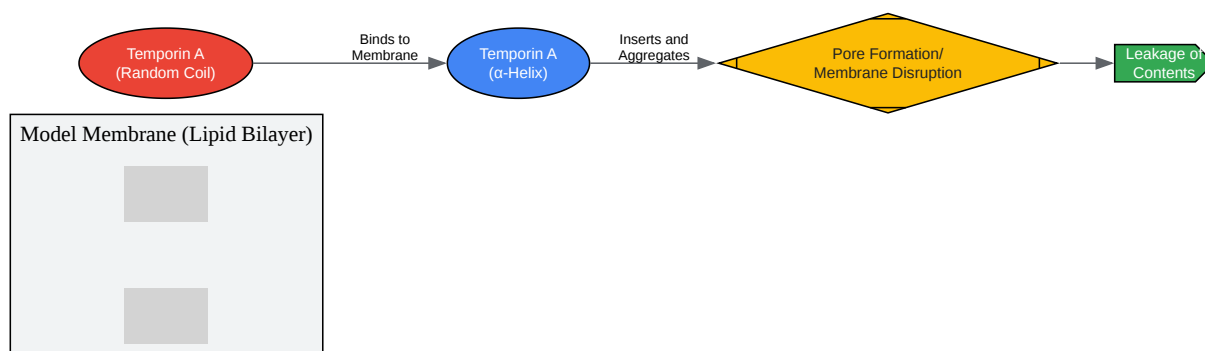 Temporin A
(Random Coil)
Binds to
Membrane
Temporin A
(α-Helix)
Inserts and
Aggregates
Pore Formation/
Membrane Disruption
Leakage of
Contents
Model Membrane (Lipid Bilayer)